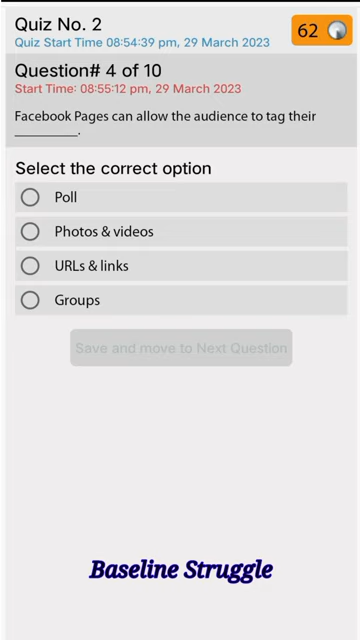 Quiz No. 2
62
Quiz Start Time 08:54:39 pm, 29 March 2023
Question# 4 of 10
Start Time: 08:55:12 pm, 29 March 2023
Facebook Pages can allow the audience to tag their
_________.
Select the correct option
Poll
Photos & videos
URLs & links
Groups
Save and move to Next Question
Baseline Struggle